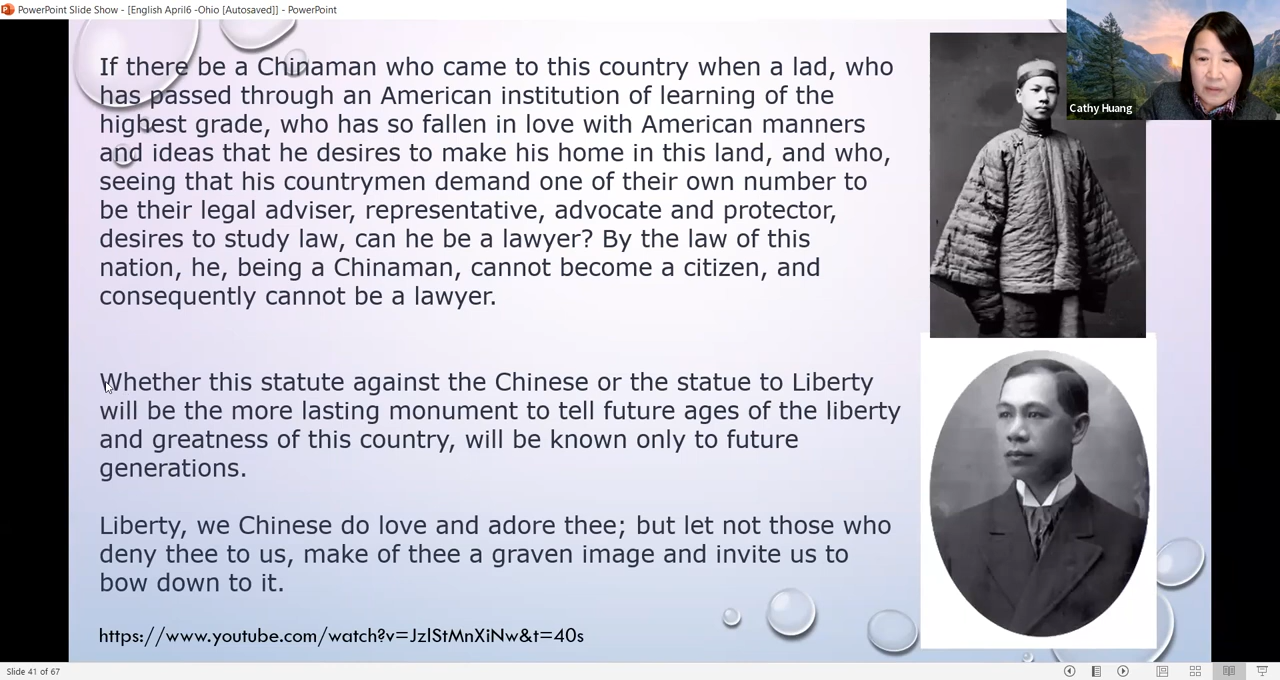 PowerPoint Slide Show - [English April6 -Ohio [Autosaved]] - PowerPoint
If there be a Chinaman who came to this country when a lad, who
has passed through an American institution of learning of the
highest grade, who has so fallen in love with American manners
and ideas that he desires to make his home in this land, and who,
seeing that his countrymen demand one of their own number to
be their legal adviser, representative, advocate and protector,
desires to study law, can he be a lawyer? By the law of this
nation, he, being a Chinaman, cannot become a citizen, and
consequently cannot be a lawyer.
Whether this statute against the Chinese or the statue to Liberty
will be the more lasting monument to tell future ages of the liberty
and greatness of this country, will be known only to future
generations.
Liberty, we Chinese do love and adore thee; but let not those who
deny thee to us, make of thee a graven image and invite us to
bow down to it.
https://www.youtube.com/watch?v=JzlStMnXiNw&t=40s
Cathy Huang
Slide 41 of 67